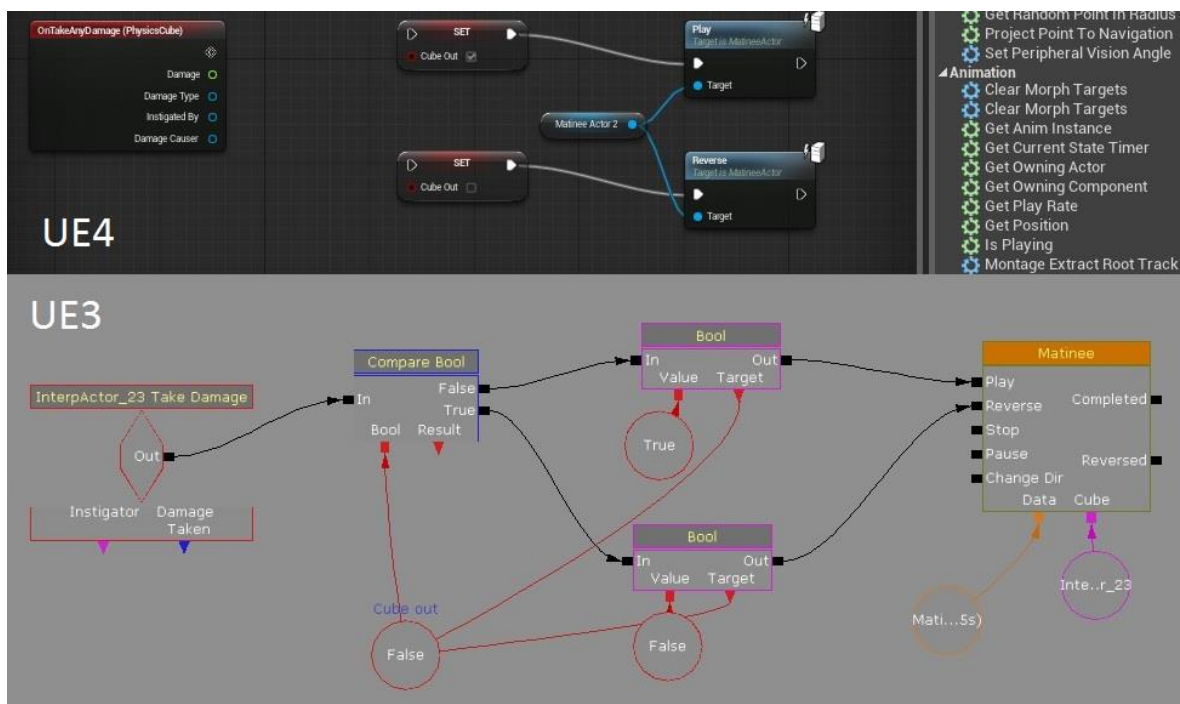 OnTakeAnyDamage (PhysicsCube)
Damage
Damage Type
Instigated By
Damage Causer
SET
Cube Out
Matinee Actor 2
SET
Cube Out
Play
Target is MatineeActor
Target
Reverse
Target is MatineeActor
Target
Get Random Point In Radius
Project Point To Navigation
Set Peripheral Vision Angle
Animation
Clear Morph Targets
Clear Morph Targets
Get Anim Instance
Get Current State Timer
Get Owning Actor
Get Owning Component
Get Play Rate
Get Position
Is Playing
Montage Extract Root Track
UE4
UE3
InterpActor_23 Take Damage
Out
Instigator Damage
Taken
Compare Bool
In
False
True
Bool Result
Cube out
False
Bool
In Out
Value Target
True
Bool
In Out
Value Target
False
Matinee
Play
Reverse Completed
Stop
Pause Reversed
Change Dir
Data Cube
Mati...5s)
Inte..r_23